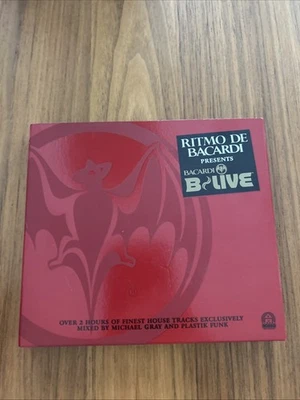 RITMO DE
BACARDI
PRESENTS
BACARDI
B LIVE
OVER 2 HOURS OF FINEST HOUSE TRACKS EXCLUSIVELY
MIXED BY MICHAEL GRAY AND PLASTIK FUNK